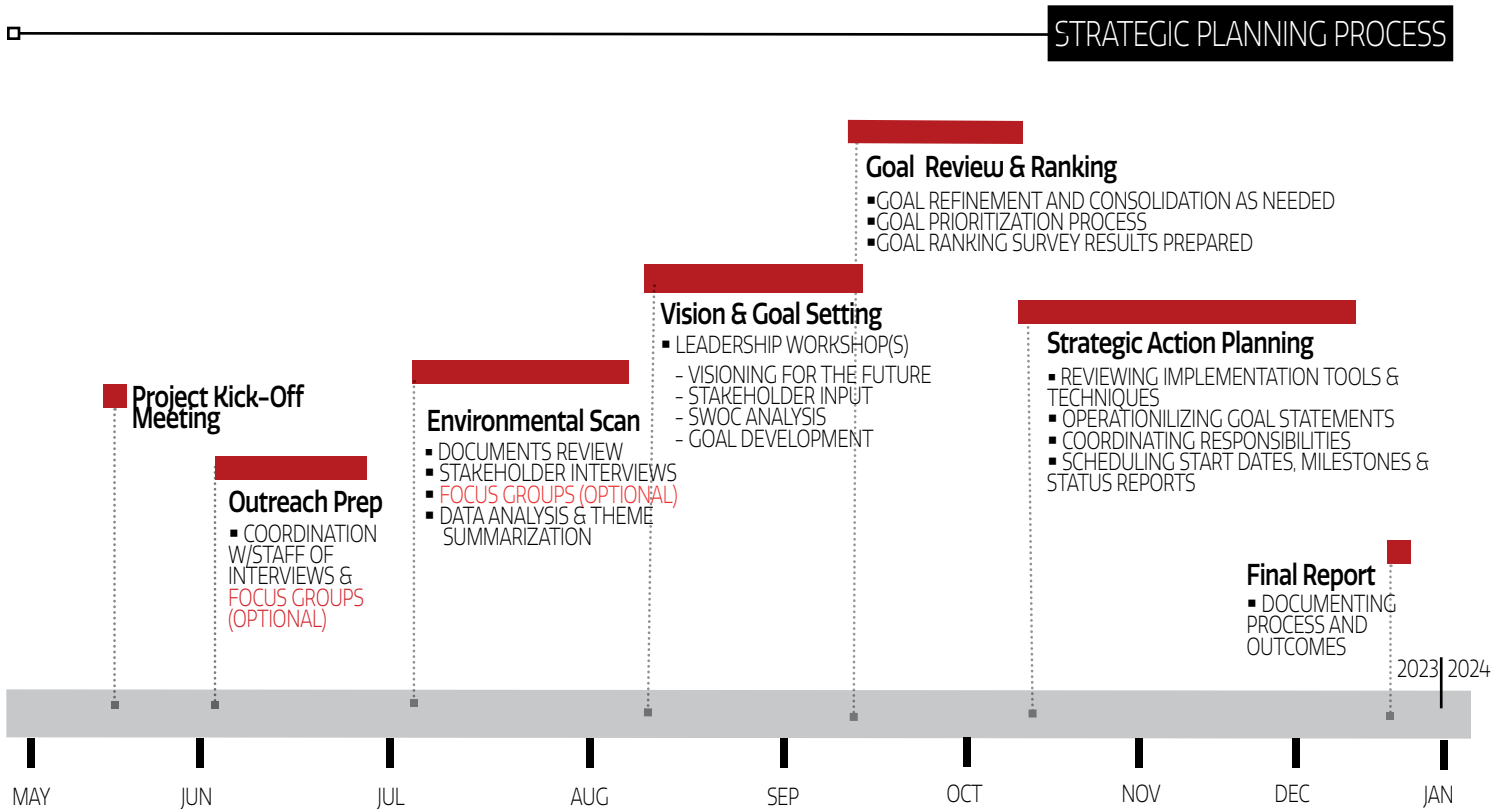 STRATEGIC PLANNING PROCESS
Goal Review & Ranking
▪GOAL REFINEMENT AND CONSOLIDATION AS NEEDED
▪GOAL PRIORITIZATION PROCESS
▪GOAL RANKING SURVEY RESULTS PREPARED
Vision & Goal Setting
▪ LEADERSHIP WORKSHOP(S)
- VISIONING FOR THE FUTURE
- STAKEHOLDER INPUT
- SWOC ANALYSIS
- GOAL DEVELOPMENT
Strategic Action Planning
▪ REVIEWING IMPLEMENTATION TOOLS &
TECHNIQUES
▪ OPERATIONILIZING GOAL STATEMENTS
▪ COORDINATING RESPONSIBILITIES
▪ SCHEDULING START DATES, MILESTONES &
STATUS REPORTS
Project Kick-Off
Meeting
Environmental Scan
▪ DOCUMENTS REVIEW
▪ STAKEHOLDER INTERVIEWS
▪ FOCUS GROUPS (OPTIONAL)
▪ DATA ANALYSIS & THEME
SUMMARIZATION
Outreach Prep
▪ COORDINATION
W/STAFF OF
INTERVIEWS &
FOCUS GROUPS
(OPTIONAL)
Final Report
▪ DOCUMENTING
PROCESS AND
OUTCOMES
2023 2024
MAY JUN JUL AUG SEP OCT NOV DEC JAN